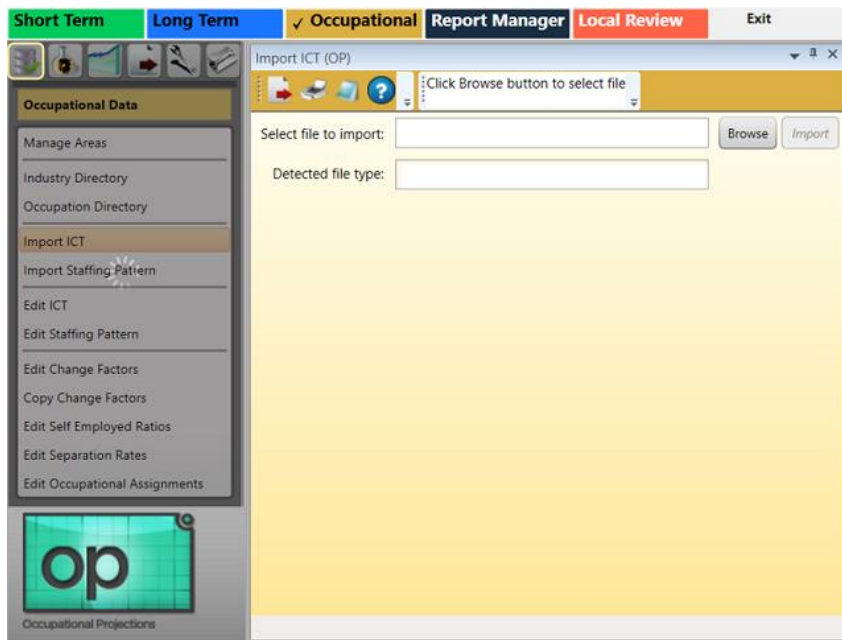 Short Term Long Term ✓ Occupational Report Manager Local Review Exit
Import ICT (OP)
Click Browse button to select file
Occupational Data
Select file to import: Browse Import
Manage Areas
Detected file type:
Industry Directory
Occupation Directory
Import ICT
Import Staffing Pattern
Edit ICT
Edit Staffing Pattern
Edit Change Factors
Copy Change Factors
Edit Self Employed Ratios
Edit Separation Rates
Edit Occupational Assignments
op
Occupational Projections